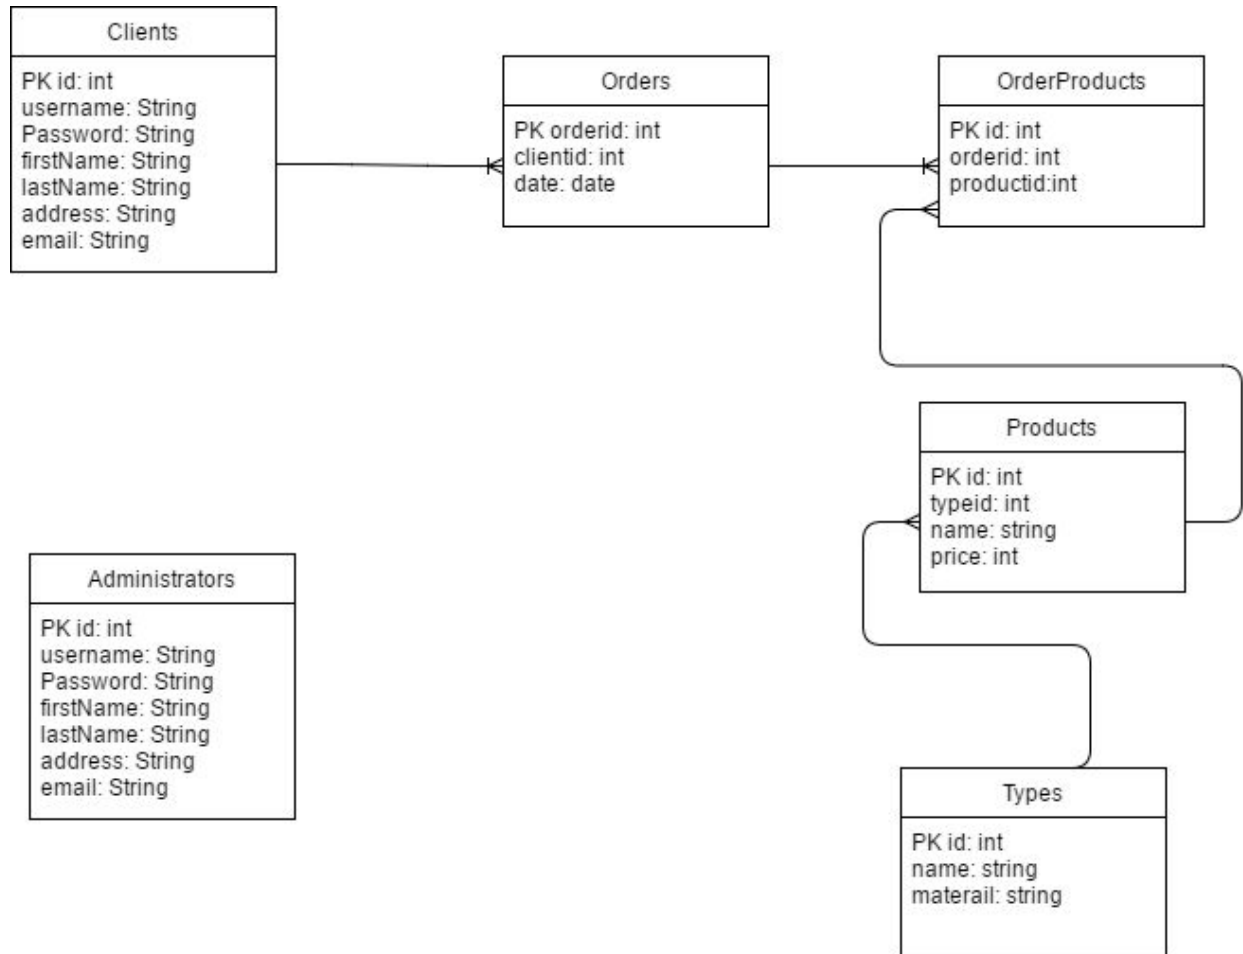 Clients
PK id: int
username: String
Password: String
firstName: String
lastName: String
address: String
email: String
Orders
PK orderid: int
clientid: int
date: date
OrderProducts
PK id: int
orderid: int
productid:int
Products
PK id: int
typeid: int
name: string
price: int
Administrators
PK id: int
username: String
Password: String
firstName: String
lastName: String
address: String
email: String
Types
PK id: int
name: string
materail: string